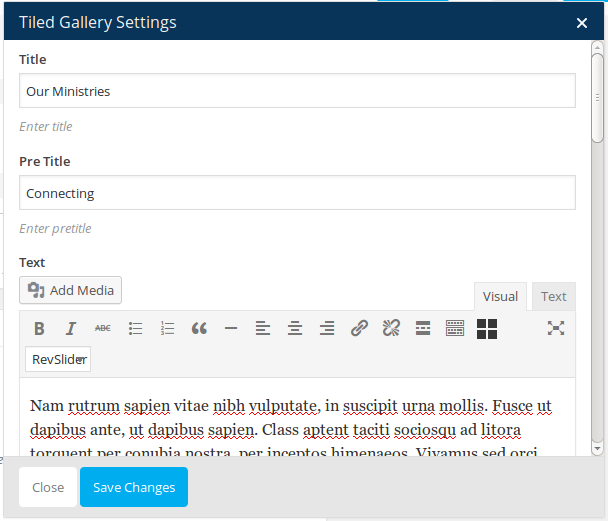 Tiled Gallery Settings
Title
Our Ministries
Enter title
Pre Title
Connecting
Enter pretitle
Text
Add Media
Visual Text
B I ABC
RevSlider
Nam rutrum sapien vitae nibh vulputate, in suscipit urna mollis. Fusce ut
dapibus ante, ut dapibus sapien. Class aptent taciti sociosqu ad litora
torquent per conubia nostra, per inceptos himenaeos. Vivamus sed orci
Close Save Changes